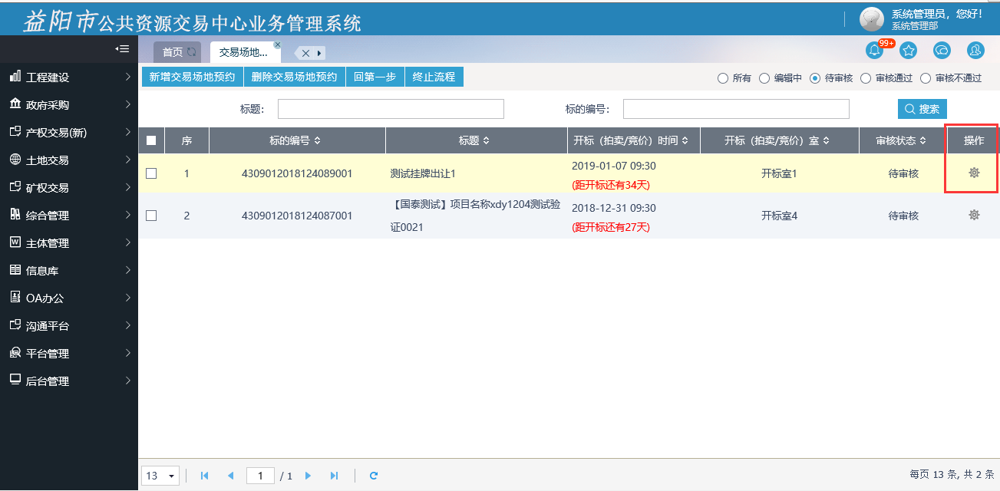 益阳市公共资源交易中心业务管理系统
系统管理员，您好！
系统管理部
首页
交易场地...
99+
工程建设
政府采购
产权交易(新)
土地交易
矿权交易
综合管理
主体管理
信息库
OA办公
沟通平台
平台管理
后台管理
新增交易场地预约 删除交易场地预约 回第一步 终止流程
所有 编辑中 待审核 审核通过 审核不通过
标题： 标的编号： 搜索
序 标的编号 标题 开标（拍卖/竞价）时间 开标（拍卖/竞价）室 审核状态 操作
1 4309012018124089001 测试挂牌出让1 2019-01-07 09:30 开标室1 待审核
(距开标还有34天)
2 4309012018124087001 【国泰测试】项目名称xdy1204测试验 2018-12-31 09:30 开标室4 待审核
证0021 (距开标还有27天)
13 1 / 1 每页 13 条, 共 2 条